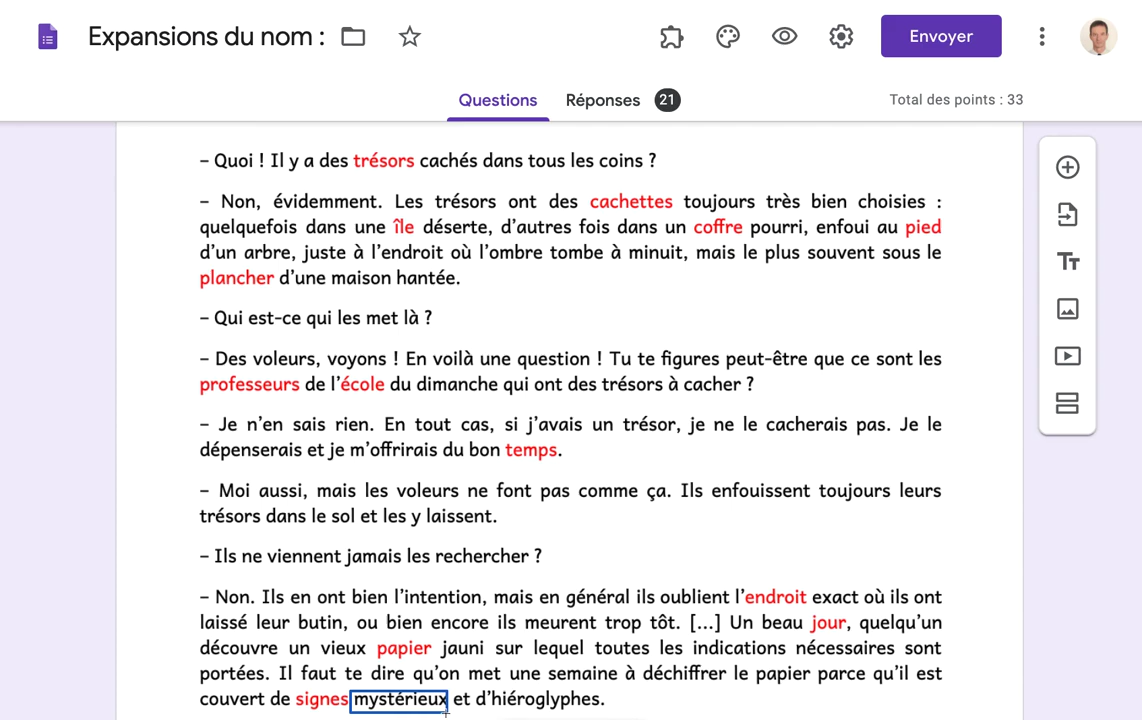 Expansions du nom :
Envoyer
Questions
Réponses 21
Total des points : 33
– Quoi ! Il y a des trésors cachés dans tous les coins ?
– Non, évidemment. Les trésors ont des cachettes toujours très bien choisies :
quelquefois dans une île déserte, d’autres fois dans un coffre pourri, enfoui au pied
d’un arbre, juste à l’endroit où l’ombre tombe à minuit, mais le plus souvent sous le
plancher d’une maison hantée.
– Qui est-ce qui les met là ?
– Des voleurs, voyons ! En voilà une question ! Tu te figures peut-être que ce sont les
professeurs de l’école du dimanche qui ont des trésors à cacher ?
– Je n’en sais rien. En tout cas, si j’avais un trésor, je ne le cacherais pas. Je le
dépenserais et je m’offrirais du bon temps.
– Moi aussi, mais les voleurs ne font pas comme ça. Ils enfouissent toujours leurs
trésors dans le sol et les y laissent.
– Ils ne viennent jamais les rechercher ?
– Non. Ils en ont bien l’intention, mais en général ils oublient l’endroit exact où ils ont
laissé leur butin, ou bien encore ils meurent trop tôt. [...] Un beau jour, quelqu’un
découvre un vieux papier jauni sur lequel toutes les indications nécessaires sont
portées. Il faut te dire qu’on met une semaine à déchiffrer le papier parce qu’il est
couvert de signes mystérieux et d’hiéroglyphes.